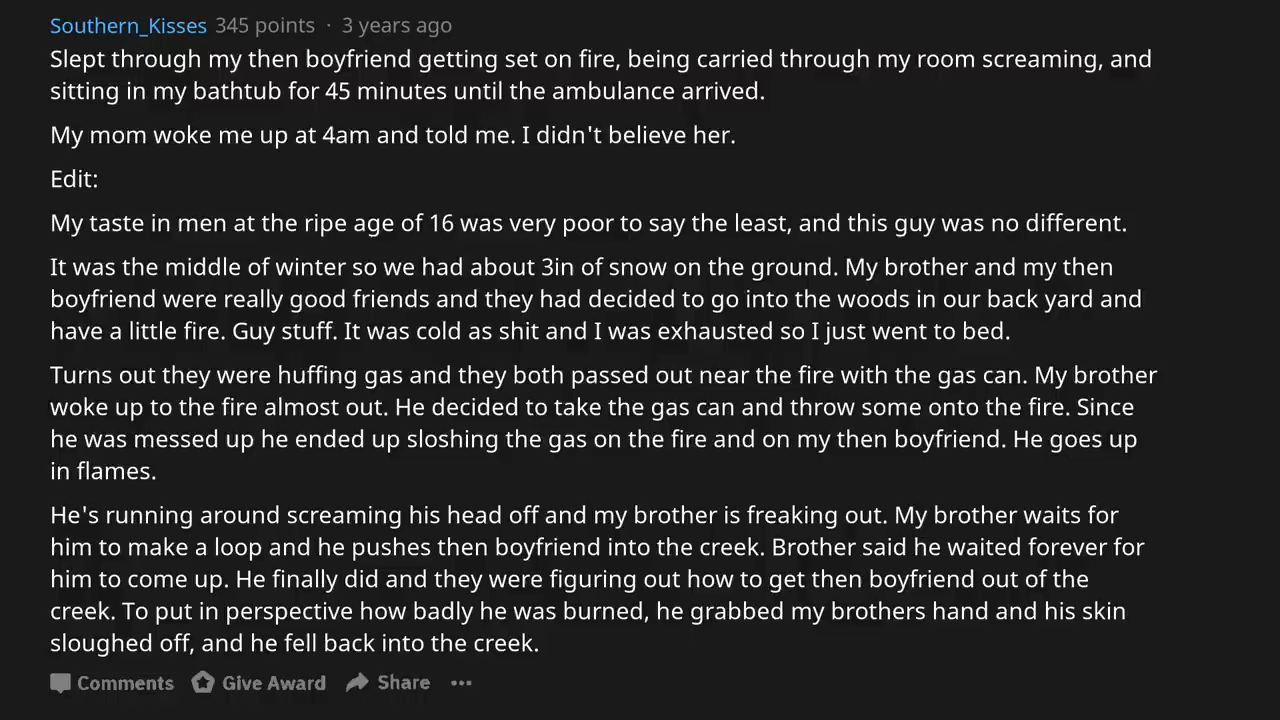 Southern_Kisses 345 points · 3 years ago
Slept through my then boyfriend getting set on fire, being carried through my room screaming, and
sitting in my bathtub for 45 minutes until the ambulance arrived.
My mom woke me up at 4am and told me. I didn't believe her.
Edit:
My taste in men at the ripe age of 16 was very poor to say the least, and this guy was no different.
It was the middle of winter so we had about 3in of snow on the ground. My brother and my then
boyfriend were really good friends and they had decided to go into the woods in our back yard and
have a little fire. Guy stuff. It was cold as shit and I was exhausted so I just went to bed.
Turns out they were huffing gas and they both passed out near the fire with the gas can. My brother
woke up to the fire almost out. He decided to take the gas can and throw some onto the fire. Since
he was messed up he ended up sloshing the gas on the fire and on my then boyfriend. He goes up
in flames.
He's running around screaming his head off and my brother is freaking out. My brother waits for
him to make a loop and he pushes then boyfriend into the creek. Brother said he waited forever for
him to come up. He finally did and they were figuring out how to get then boyfriend out of the
creek. To put in perspective how badly he was burned, he grabbed my brothers hand and his skin
sloughed off, and he fell back into the creek.
Comments Give Award Share ···